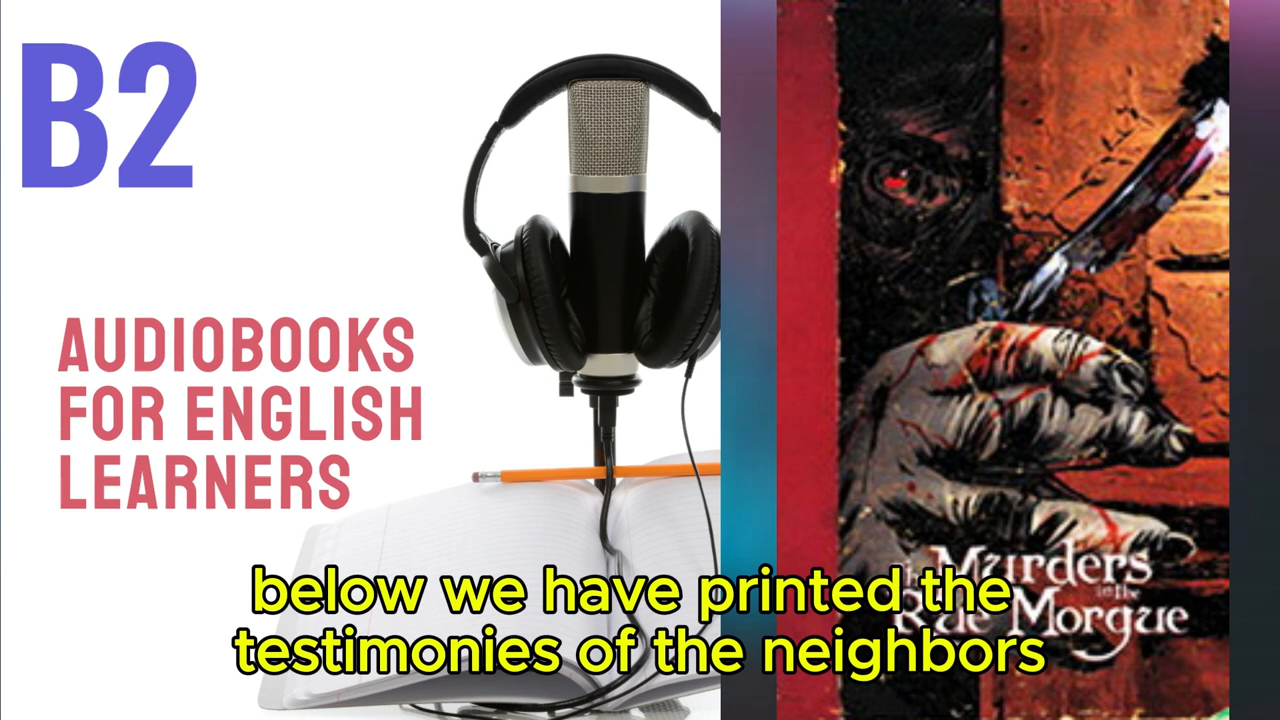 B2
AUDIOBOOKS
FOR ENGLISH
LEARNERS
Murders
in the
Rue Morgue
below we have printed the
testimonies of the neighbors